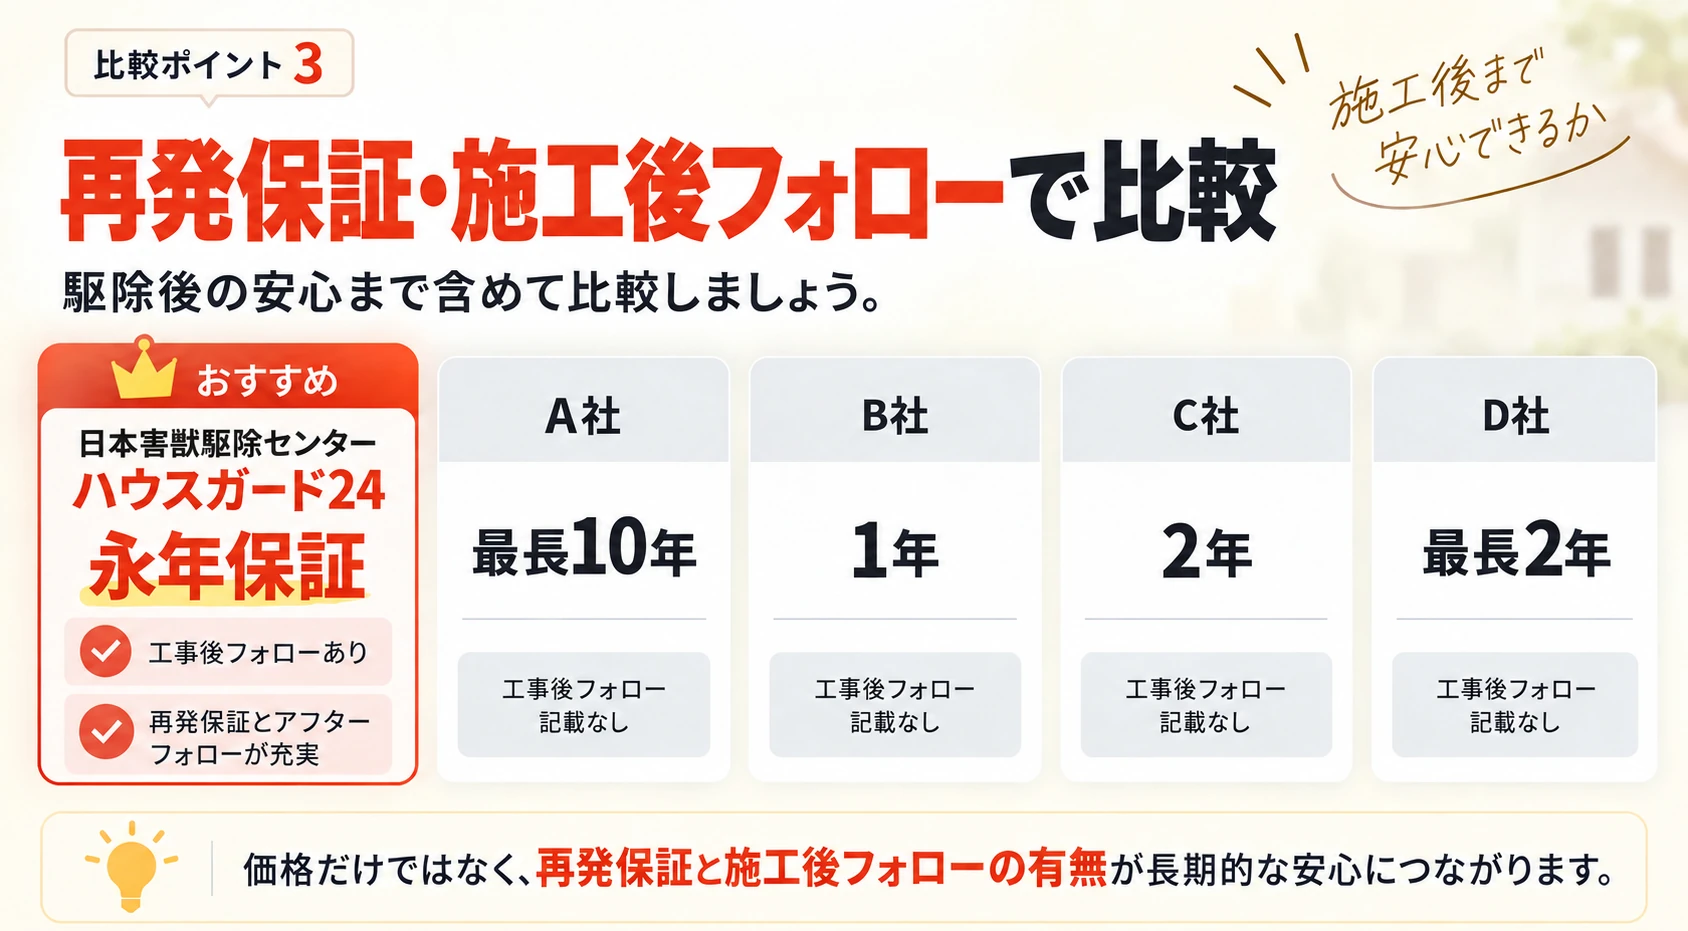 比較ポイント 3
施工後まで
安心できるか
再発保証・施工後フォローで比較
駆除後の安心まで含めて比較しましょう。
おすすめ
日本害獣駆除センター
ハウスガード24
永年保証
工事後フォローあり
再発保証とアフター
フォローが充実
A社
最長10年
工事後フォロー
記載なし
B社
1年
工事後フォロー
記載なし
C社
2年
工事後フォロー
記載なし
D社
最長2年
工事後フォロー
記載なし
価格だけではなく、再発保証と施工後フォローの有無が長期的な安心につながります。